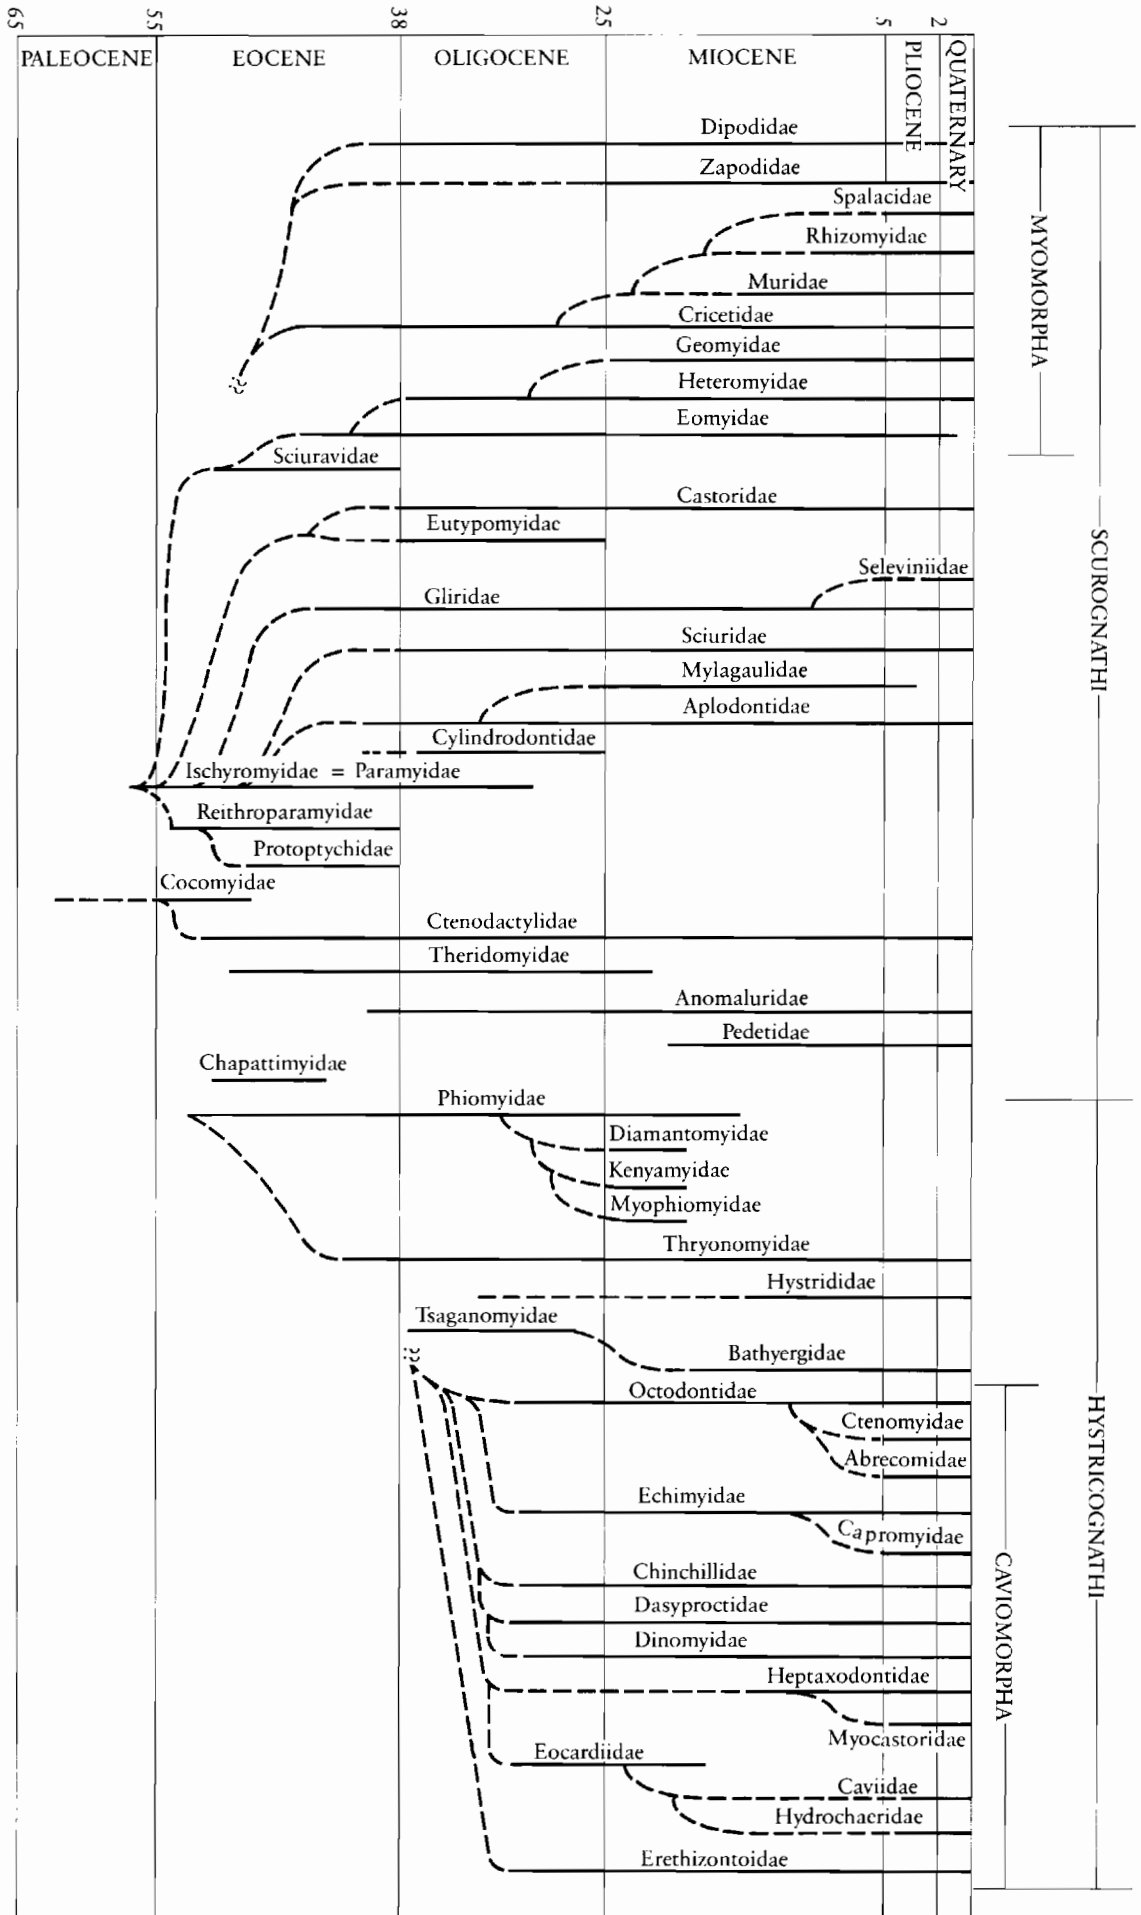 65
55
38
25
5
2
PALEOCENE
EOCENE
OLIGOCENE
MIOCENE
PLIOCENE
QUATERNARY
Dipodidae
Zapodidae
Spalacidae
Rhizomyidae
Muridae
Cricetidae
Geomyidae
??
Heteromyidae
Eomyidae
Sciuravidae
MYOMORPHA
Castoridae
Eutypomyidae
Seleviniidae
Gliridae
Sciuridae
SCUROGNATHI
Mylagaulidae
Aplodontidae
Cylindrodontidae
Ischyromyidae = Paramyidae
Reithroparamyidae
Protoptychidae
Cocomyidae
Ctenodactylidae
Theridomyidae
Anomaluridae
Pedetidae
Chapattimyidae
Phiomyidae
Diamantomyidae
Kenyamyidae
Myophiomyidae
Thryonomyidae
Hystrididae
Tsaganomyidae
??
Bathyergidae
Octodontidae
Ctenomyidae
Abrecomidae
HYSTRICOGNATHI
Echimyidae
Capromyidae
Chinchillidae
Dasyproctidae
Dinomyidae
CAVIOMORPHA
Heptaxodontidae
Myocastoridae
Eocardiidae
Caviidae
Hydrochaeridae
Erethizontoidae